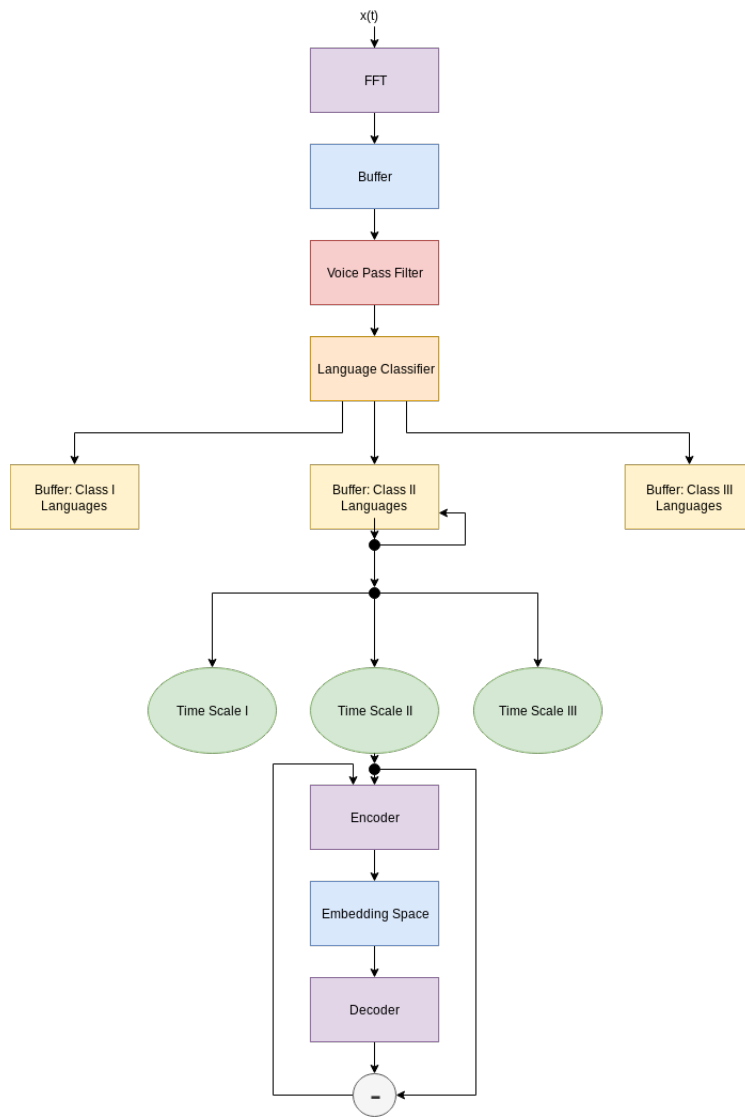 x(t)
FFT
Buffer
Voice Pass Filter
Language Classifier
Buffer: Class I
Languages
Buffer: Class II
Languages
Buffer: Class III
Languages
Time Scale I
Time Scale II
Time Scale III
Encoder
Embedding Space
Decoder
-